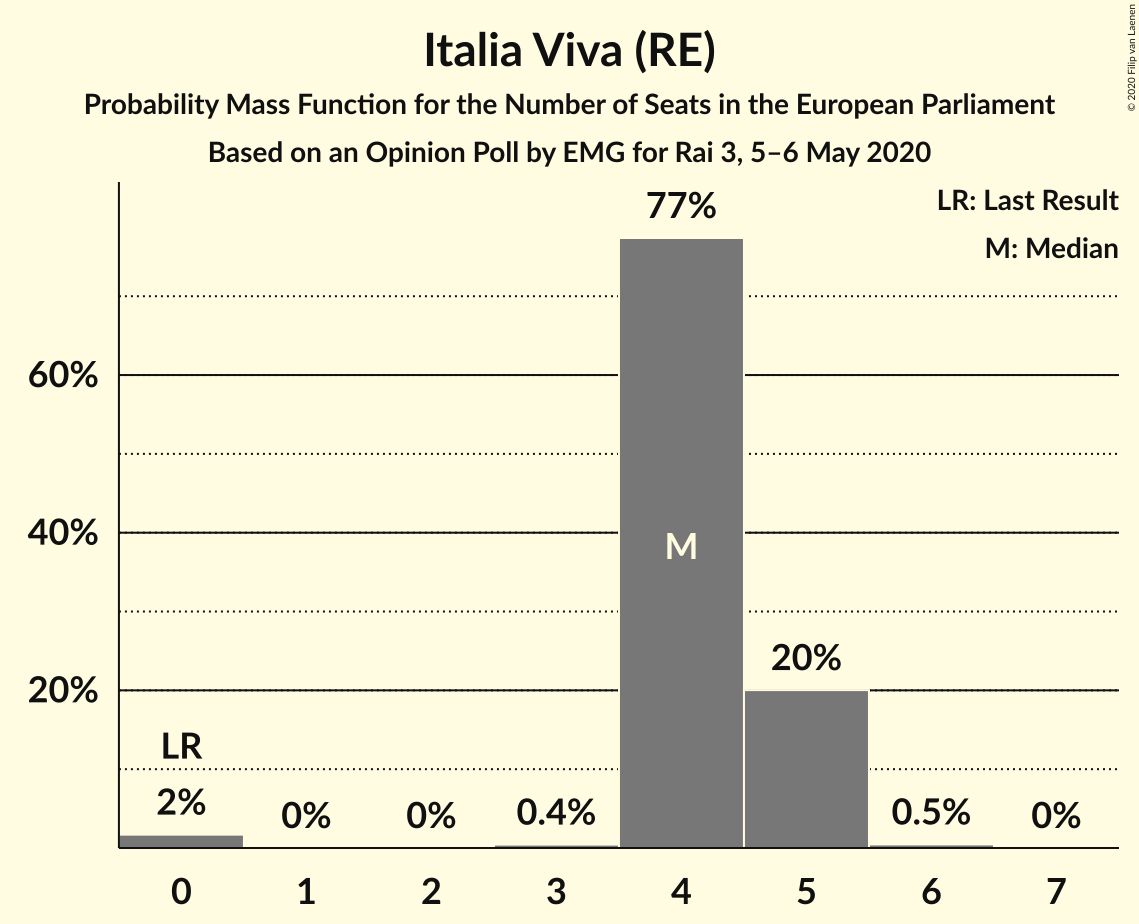 Italia Viva (RE)
Probability Mass Function for the Number of Seats in the European Parliament
Based on an Opinion Poll by EMG for Rai 3, 5–6 May 2020
© 2020 Filip van Laenen
LR: Last Result
M: Median
77%
60%
40%
M
20%
20%
LR
2%
0%
0%
0.4%
0.5%
0%
0 1 2 3 4 5 6 7